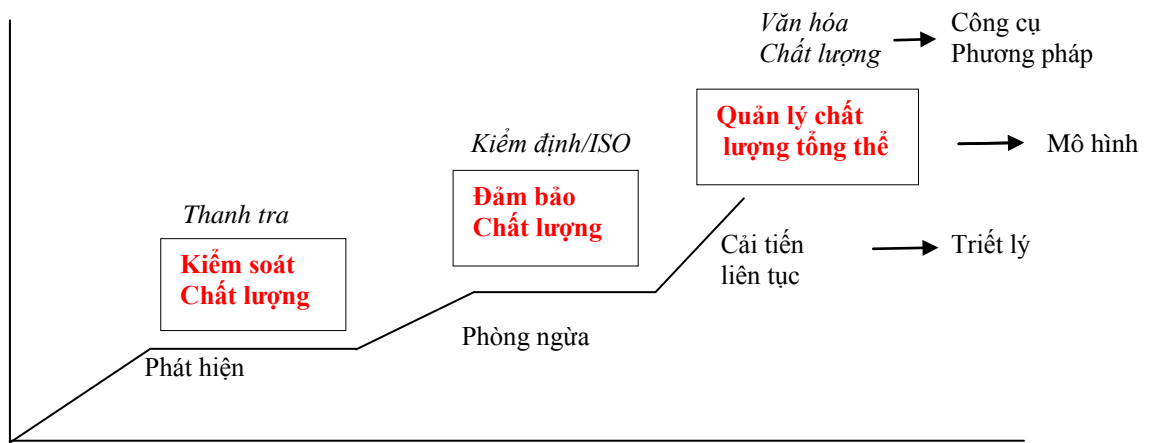 Văn hóa
Chất lượng
Công cụ
Phương pháp
Quản lý chất
lượng tổng thể
Mô hình
Kiểm định/ISO
Đảm bảo
Chất lượng
Thanh tra
Kiểm soát
Chất lượng
Cải tiến
liên tục
Triết lý
Phòng ngừa
Phát hiện